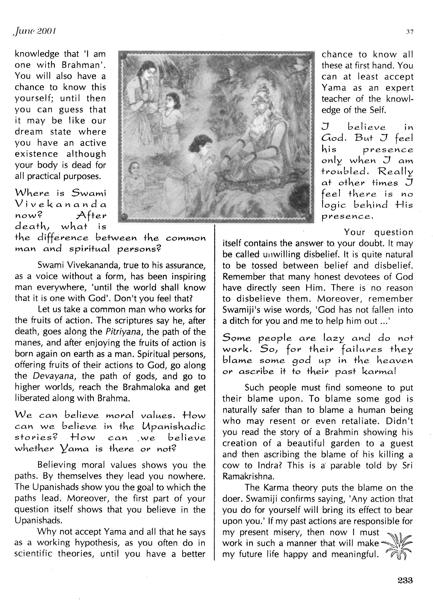 June 2001
37
knowledge that 'I am
one with Brahman'.
You will also have a
chance to know this
yourself; until then
you can guess that
it may be like our
dream state where
you have an active
existence although
your body is dead for
all practical purposes.
Where is Swami
Vivekananda
now? After
death, what is
the difference between the common
man and spiritual persons?
Swami Vivekananda, true to his assurance,
as a voice without a form, has been inspiring
man everywhere, 'until the world shall know
that it is one with God'. Don't you feel that?
Let us take a common man who works for
the fruits of action. The scriptures say he, after
death, goes along the Pitriyana, the path of the
manes, and after enjoying the fruits of action is
born again on earth as a man. Spiritual persons,
offering fruits of their actions to God, go along
the Devayana, the path of gods, and go to
higher worlds, reach the Brahmaloka and get
liberated along with Brahma.
We can believe moral values. How
can we believe in the Upanishadic
stories? How can we believe
whether Yama is there or not?
Believing moral values shows you the
paths. By themselves they lead you nowhere.
The Upanishads show you the goal to which the
paths lead. Moreover, the first part of your
question itself shows that you believe in the
Upanishads.
Why not accept Yama and all that he says
as a working hypothesis, as you often do in
scientific theories, until you have a better
chance to know all
these at first hand. You
can at least accept
Yama as an expert
teacher of the knowl-
edge of the Self.
I believe in
God. But I feel
his presence
only when I am
troubled. Really
at other times I
feel there is no
logic behind His
presence.
Your question
itself contains the answer to your doubt. It may
be called unwilling disbelief. It is quite natural
to be tossed between belief and disbelief.
Remember that many honest devotees of God
have directly seen Him. There is no reason
to disbelieve them. Moreover, remember
Swamiji's wise words, 'God has not fallen into
a ditch for you and me to help him out ...'
Some people are lazy and do not
work. So, for their failures they
blame some god up in the heaven
or ascribe it to their past karma!
Such people must find someone to put
their blame upon. To blame some god is
naturally safer than to blame a human being
who may resent or even retaliate. Didn't
you read the story of a Brahmin showing his
creation of a beautiful garden to a guest
and then ascribing the blame of his killing a
cow to Indra? This is a parable told by Sri
Ramakrishna.
The Karma theory puts the blame on the
doer. Swamiji confirms saying, 'Any action that
you do for yourself will bring its effect to bear
upon you.' If my past actions are responsible for
my present misery, then now I must
work in such a manner that will make
my future life happy and meaningful.
233